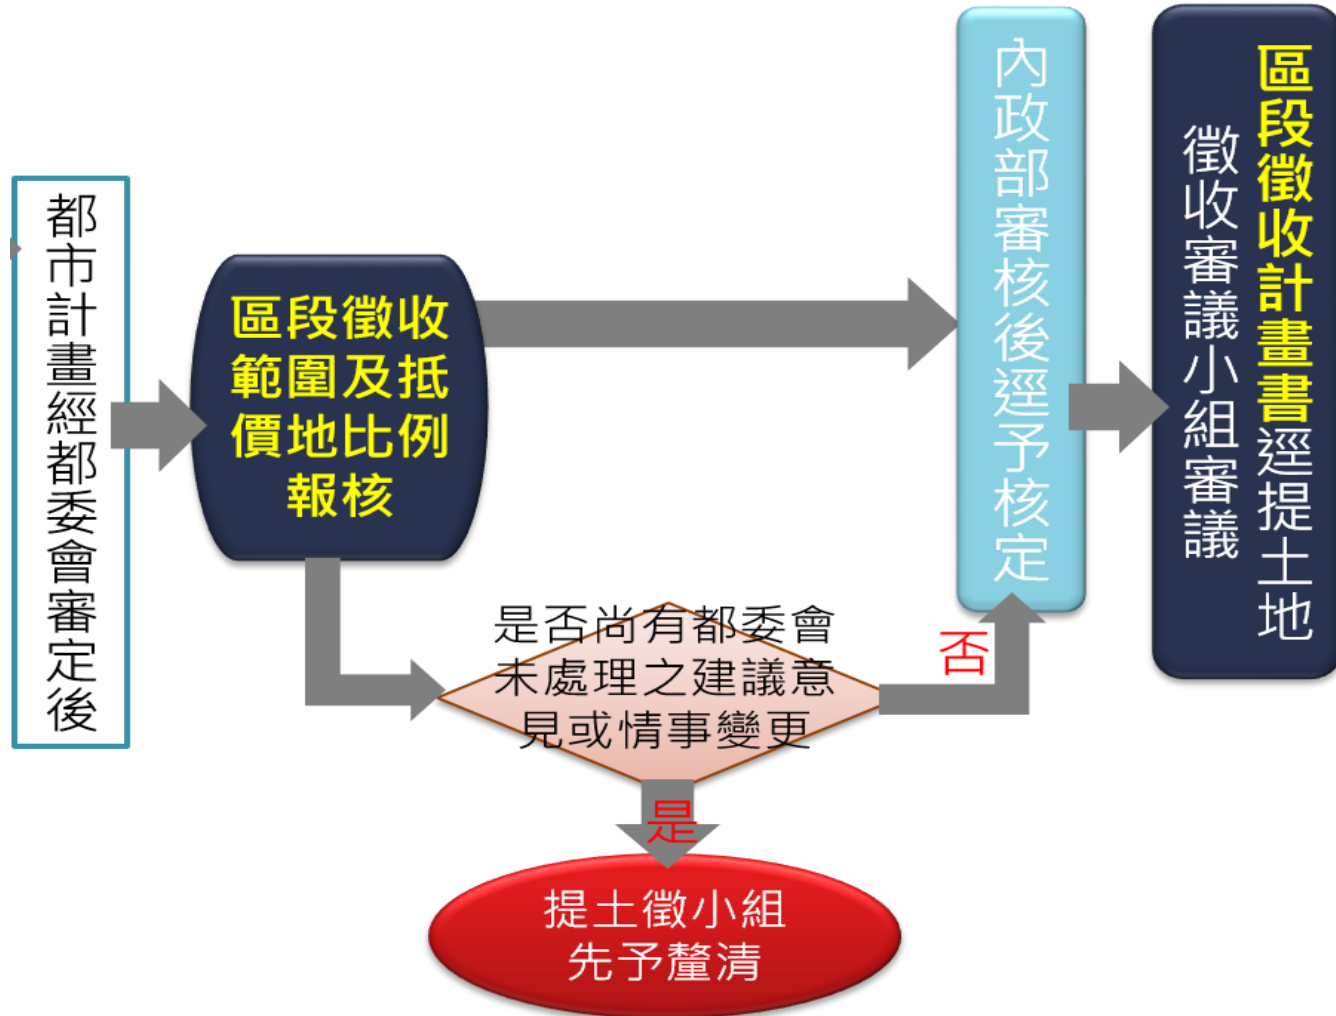 都市計畫經都委會審定後
區段徵收
範圍及抵
價地比例
報核
是否尚有都委會
未處理之建議意
見或情事變更
否
是
提土徵小組
先予釐清
內政部審核後逕予核定
區段徵收計畫書逕提土地
徵收審議小組審議